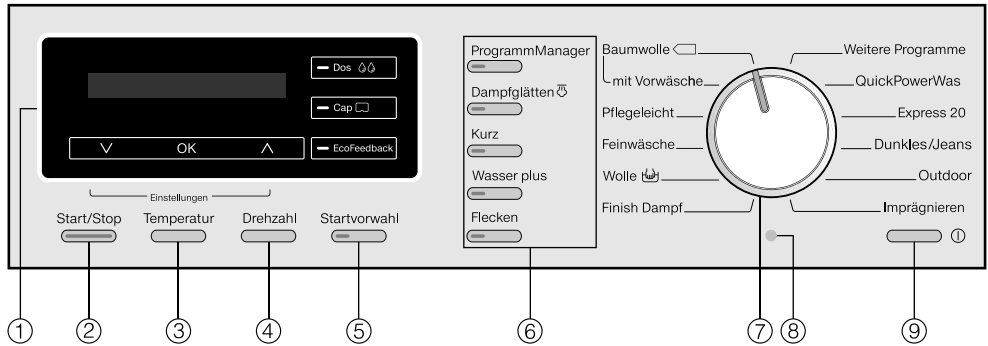 Dos
Cap
OK
EcoFeedback
Einstellungen
Start/Stop
Temperatur
Drehzahl
Startvorwahl
ProgrammManager
Dampfglätten
Kurz
Wasser plus
Flecken
Baumwolle
mit Vorwäsche
Pflegeleicht
Feinwäsche
Wolle
Finish Dampf
Weitere Programme
QuickPowerWas
Express 20
Dunkles/Jeans
Outdoor
Imprägnieren
1 2 3 4 5 6 7 8 9